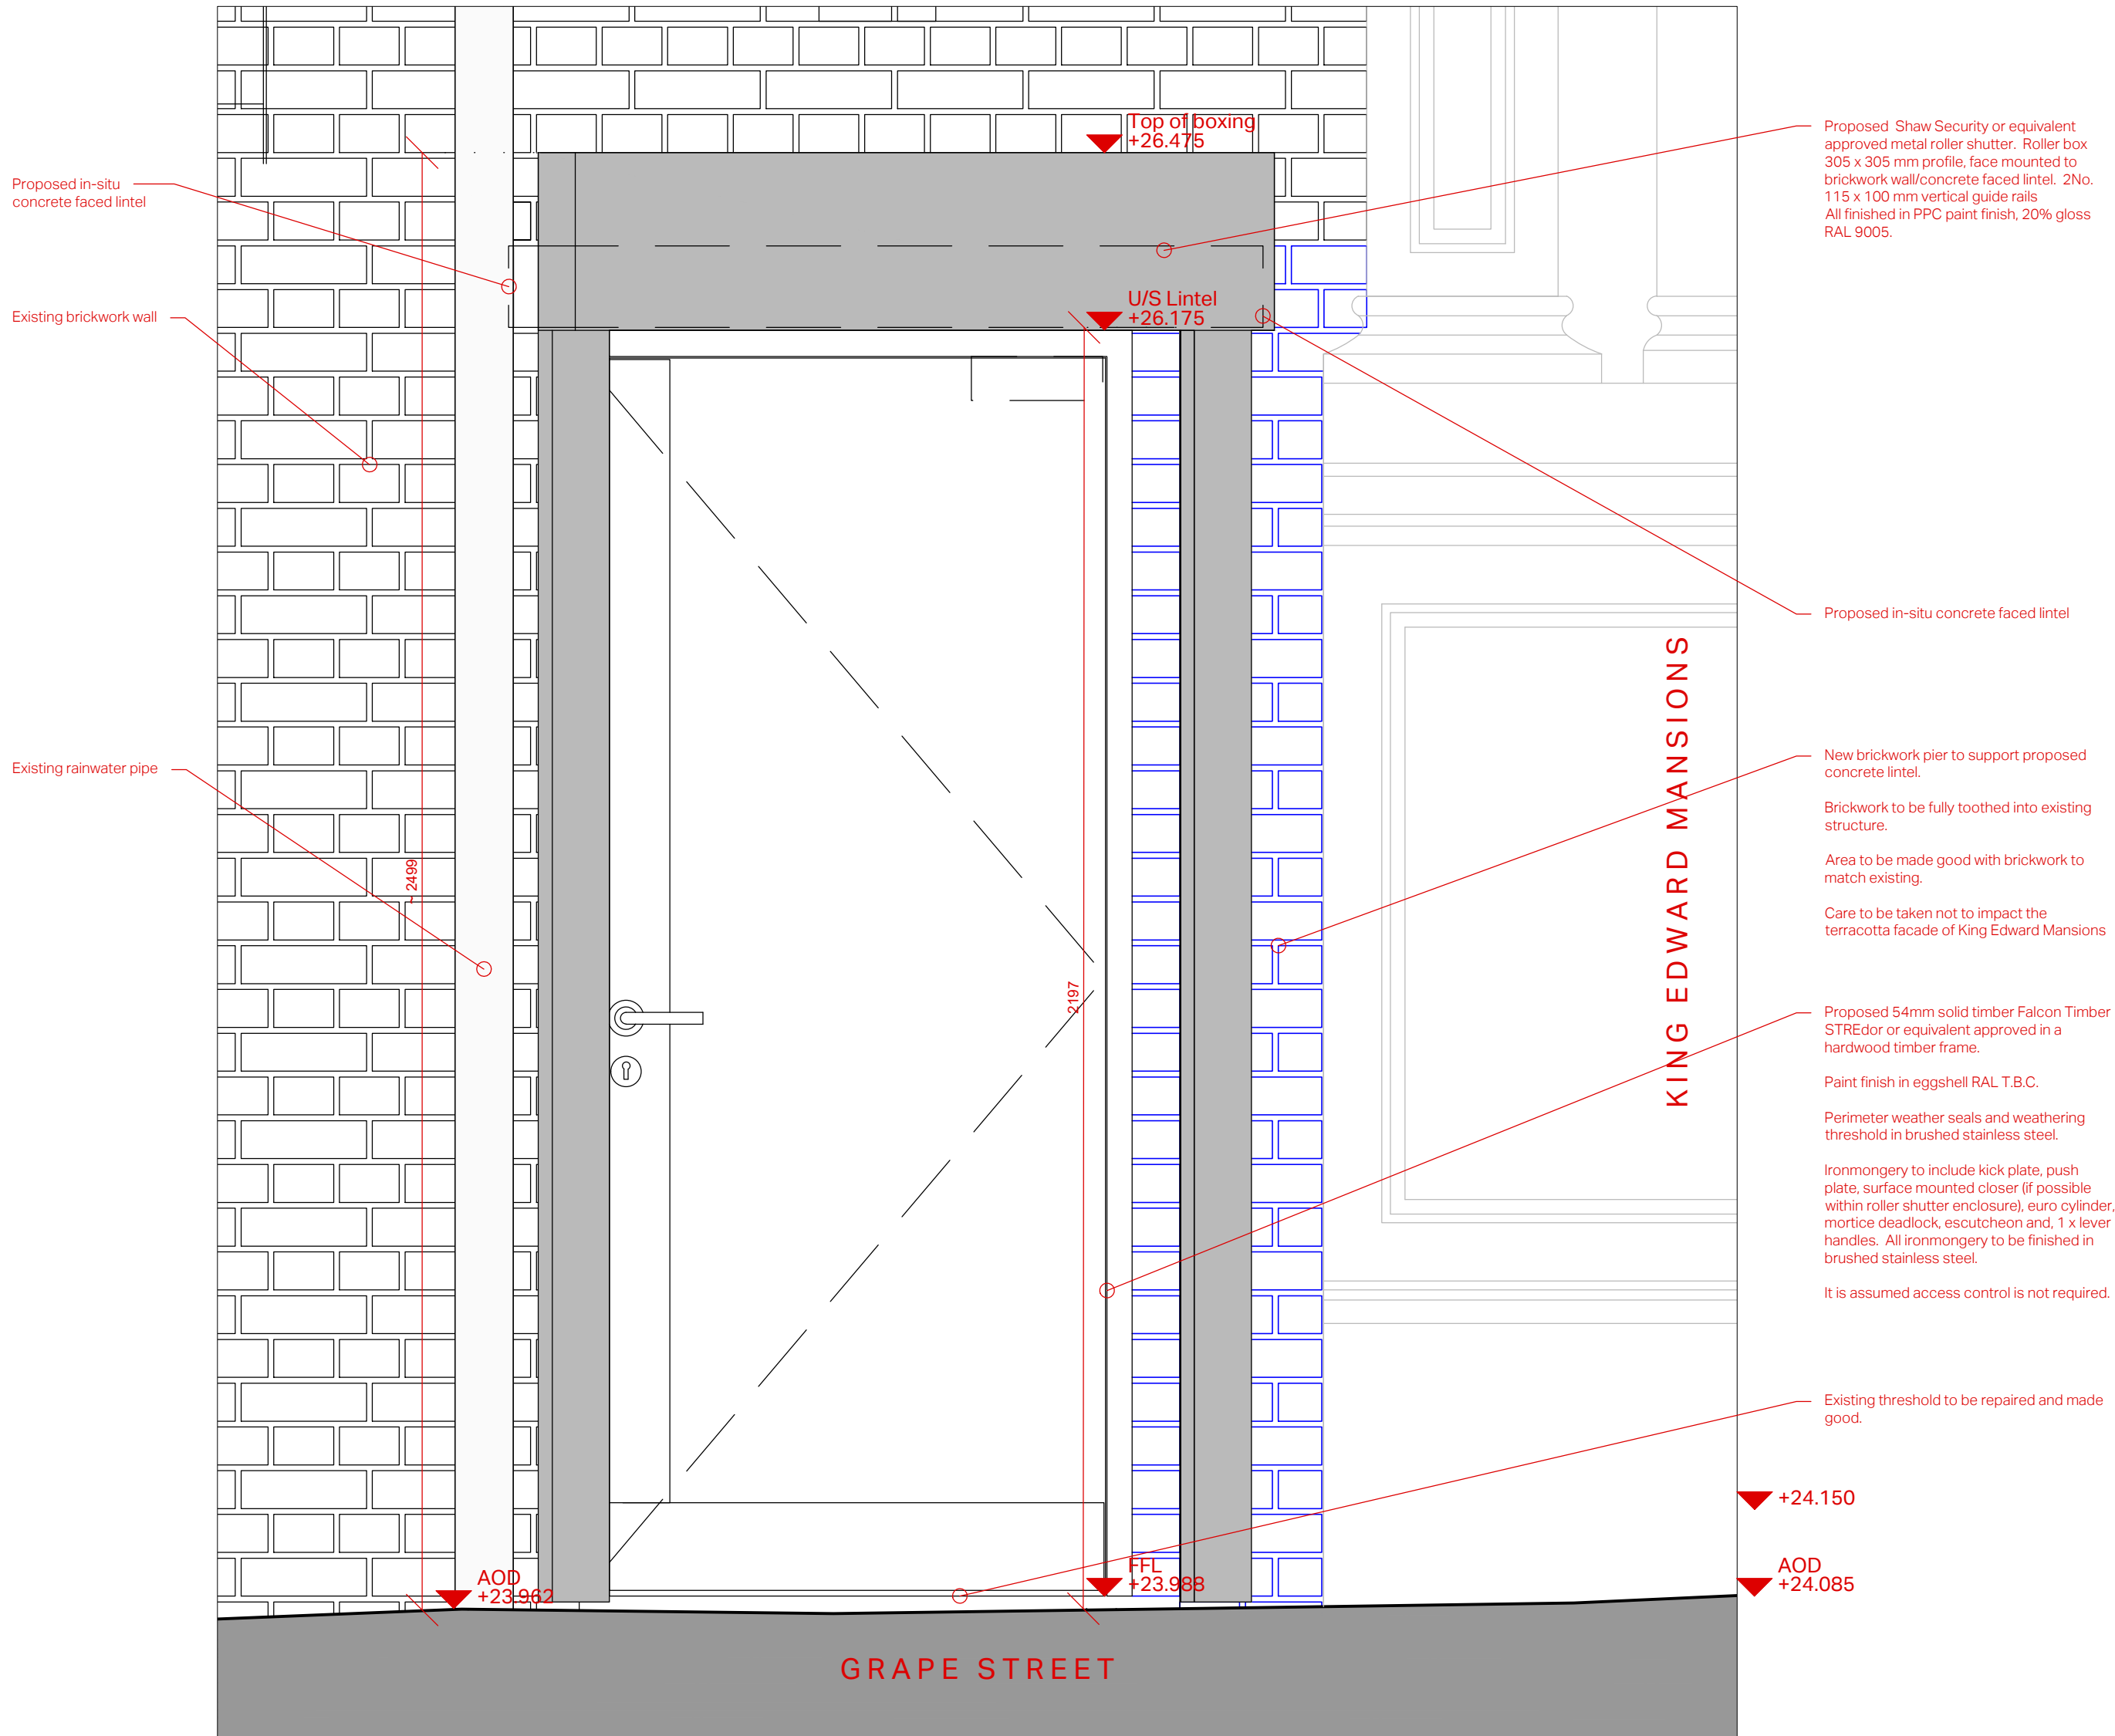 Top of boxing
+26.475
Proposed in-situ
concrete faced lintel
Existing brickwork wall
Existing rainwater pipe
U/S Lintel
+26.175
~ 2499
2197
AOD
+23.962
FFL
+23.988
GRAPE STREET
KING EDWARD MANSIONS
Proposed Shaw Security or equivalent
approved metal roller shutter. Roller box
305 x 305 mm profile, face mounted to
brickwork wall/concrete faced lintel. 2No.
115 x 100 mm vertical guide rails
All finished in PPC paint finish, 20% gloss
RAL 9005.
Proposed in-situ concrete faced lintel
New brickwork pier to support proposed
concrete lintel.
Brickwork to be fully toothed into existing
structure.
Area to be made good with brickwork to
match existing.
Care to be taken not to impact the
terracotta facade of King Edward Mansions
Proposed 54mm solid timber Falcon Timber
STREdor or equivalent approved in a
hardwood timber frame.
Paint finish in eggshell RAL T.B.C.
Perimeter weather seals and weathering
threshold in brushed stainless steel.
Ironmongery to include kick plate, push
plate, surface mounted closer (if possible
within roller shutter enclosure), euro cylinder,
mortice deadlock, escutcheon and, 1 x lever
handles. All ironmongery to be finished in
brushed stainless steel.
It is assumed access control is not required.
Existing threshold to be repaired and made
good.
+24.150
AOD
+24.085